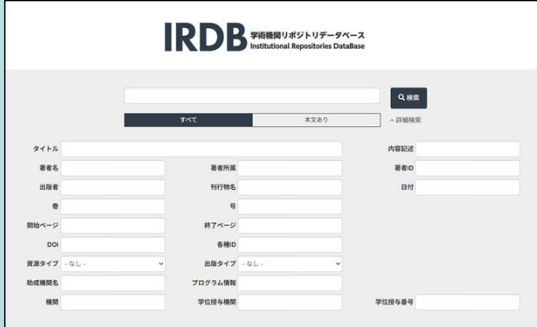 IRDB 学術機関リポジトリデータベース
Institutional Repositories DataBase
検索
すべて 本文あり 詳細検索
タイトル 内容記述
著者名 著者所属 著者ID
出版者 刊行物名 日付
巻 号
開始ページ 終了ページ
DOI 各種ID
資源タイプ - なし - 出版タイプ - なし -
助成機関名 プログラム情報
機関 学位授与機関 学位授与番号